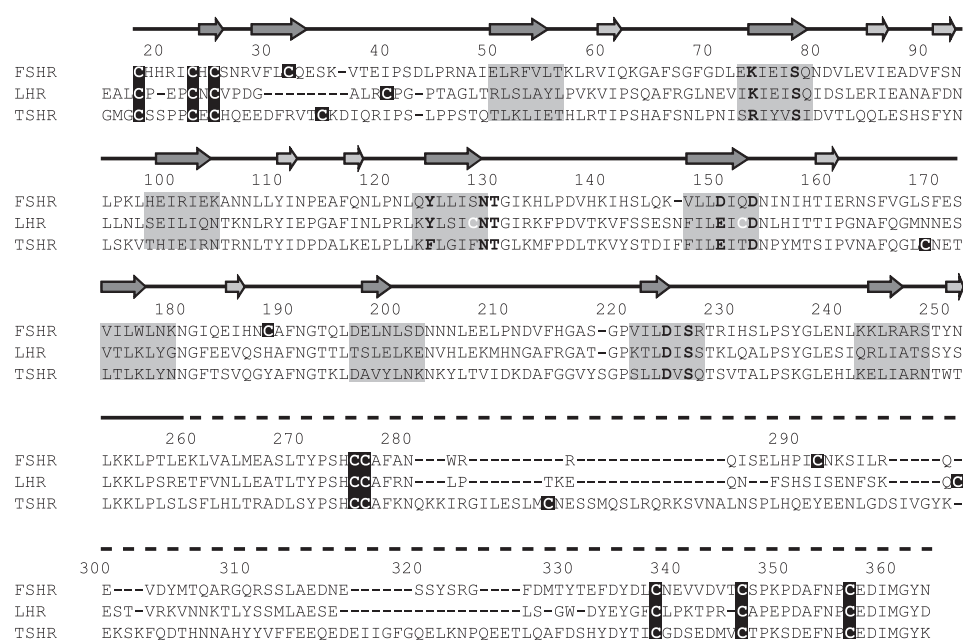 20 30 40 50 60 70 80 90
FSHR CHHRICHCSNRVFLCQESK-VTEIPSDLPRNAIELRFVLTKLRVIQKGAFSGFGDLEKIEISQNDVLEVIEADVFSN
LHR EALCP-EPCNCVPDG--------ALRCPG-PTAGLTRLSLAYLPVKVIPSQAFRGLNEVIKIEISQIDSLERIEANAFDN
TSHR GMGCSSPPCECHQEEDFRVTCKDIQRIPS-LPPSTQTLKLIETHLRTIPSHAFSNLPNISRIYVSIDVTLQQLESHSFYN
100 110 120 130 140 150 160 170
FSHR LPKLHEIRIEKANNLLYINPEAFQNLPNLQYLLISNTGIKHLPDVHKIHSLQK-VLLDIQDNINIHTIERNSFVGLSFES
LHR LLNLSEILIQNTKNLRYIEPGAFINLPRLKYLSICNTGIRKFPDVTKVFSSESNFILEICDNLHITTIPGNAFQGMNNES
TSHR LSKVTHIEIRNTRNLTYIDPDALKELPLLKFLGIFNTGLKMFPDLTKVYSTDIFFILEITDNPYMTSIPVNAFQGLCNET
180 190 200 210 220 230 240 250
FSHR VILWLNKNGIQEIHNCAFNGTQLDELNLSDNNNLEELPNDVFHGAS-GPVILDISRTRIHSLPSYGLENLKKLRARSTYN
LHR VTLKLYGNGFEEVQSHAFNGTTLTSLELKENVHLEKMHNGAFRGAT-GPKTLDISSTKLQALPSYGLESIQRLIATSSYS
TSHR LTLKLYNNGFTSVQGYAFNGTKLDAVYLNKNKYLTVIDKDAFGGVYSGPSLLDVSQTSVTALPSKGLEHLKELIARNTWT
260 270 280 290
FSHR LKKLPTLEKLVALMEASLTYPSHCCAFAN---WR-------R--------------QISELHPICNKSILR---Q-
LHR LKKLPSRETFVNLLEATLTYPSHCCAFRN---LP-----TKE--------------QN--FSHSISENFSK---QC
TSHR LKKLPLSLSFLHLTRADLSYPSHCCAFKNQKKIRGILESLMCNESSMQSLRQRKSVNALNSPLHQEYEENLGDSIVGYK-
300 310 320 330 340 350 360
FSHR E---VDYMTQARGQRSSLAEDNE------SSYSRG----FDMTYTEFDYDLCNEVVDVTCSPKPDAFNPCEDIMGYN
LHR EST-VRKVNNKTLYSSMLAESE-----------------LS-GW-DYEYGFCLPKTPR-CAPEPDAFNPCEDIMGYN
TSHR EKSKFQDTHNNAHYYVFFEEQEDEIIGFGQELKNPQEETLQAFDSHYDYTICGDSEDMVCTPKSDEFNPCEDIMGYN